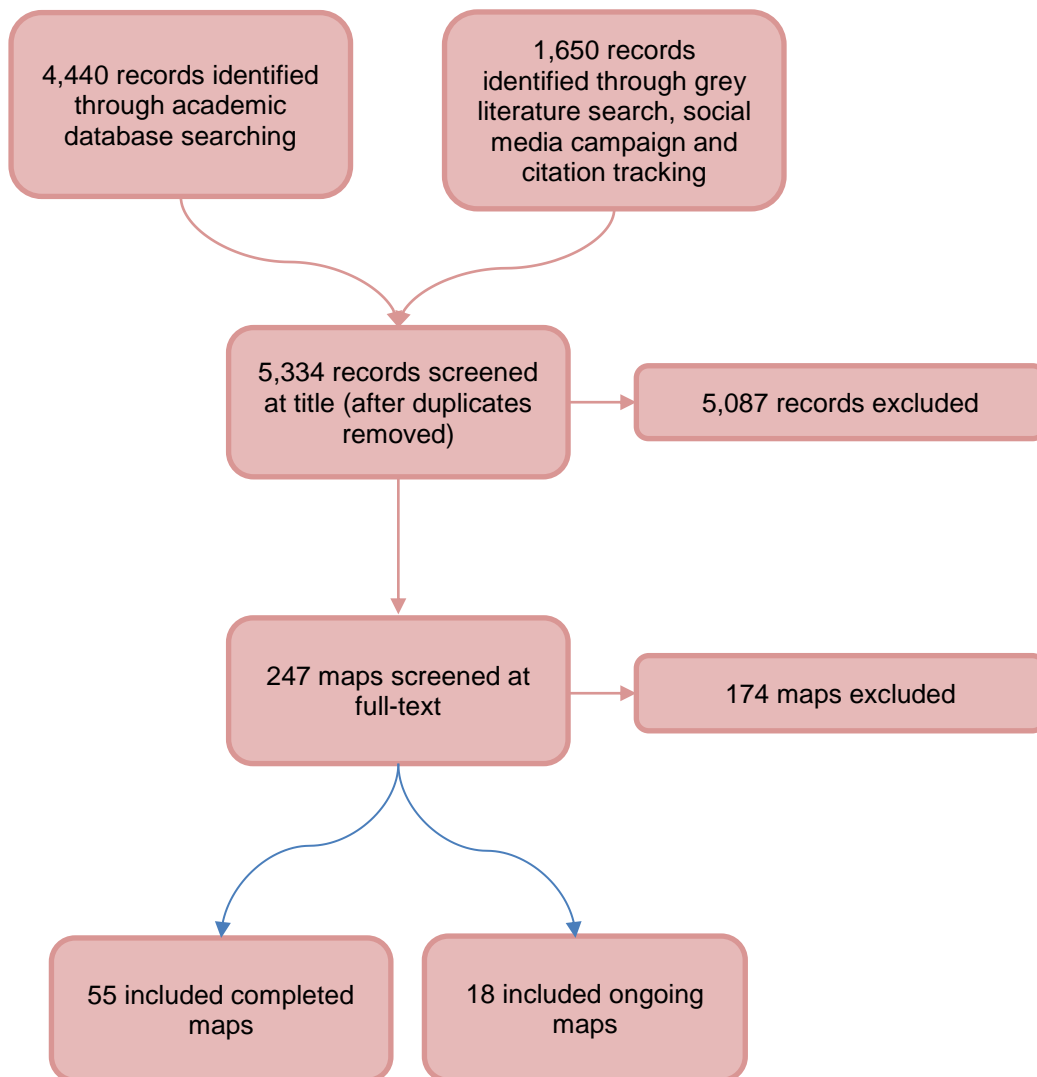 4,440 records identified
through academic
database searching
1,650 records
identified through grey
literature search, social
media campaign and
citation tracking
5,334 records screened
at title (after duplicates
removed)
5,087 records excluded
247 maps screened at
full-text
174 maps excluded
55 included completed
maps
18 included ongoing
maps